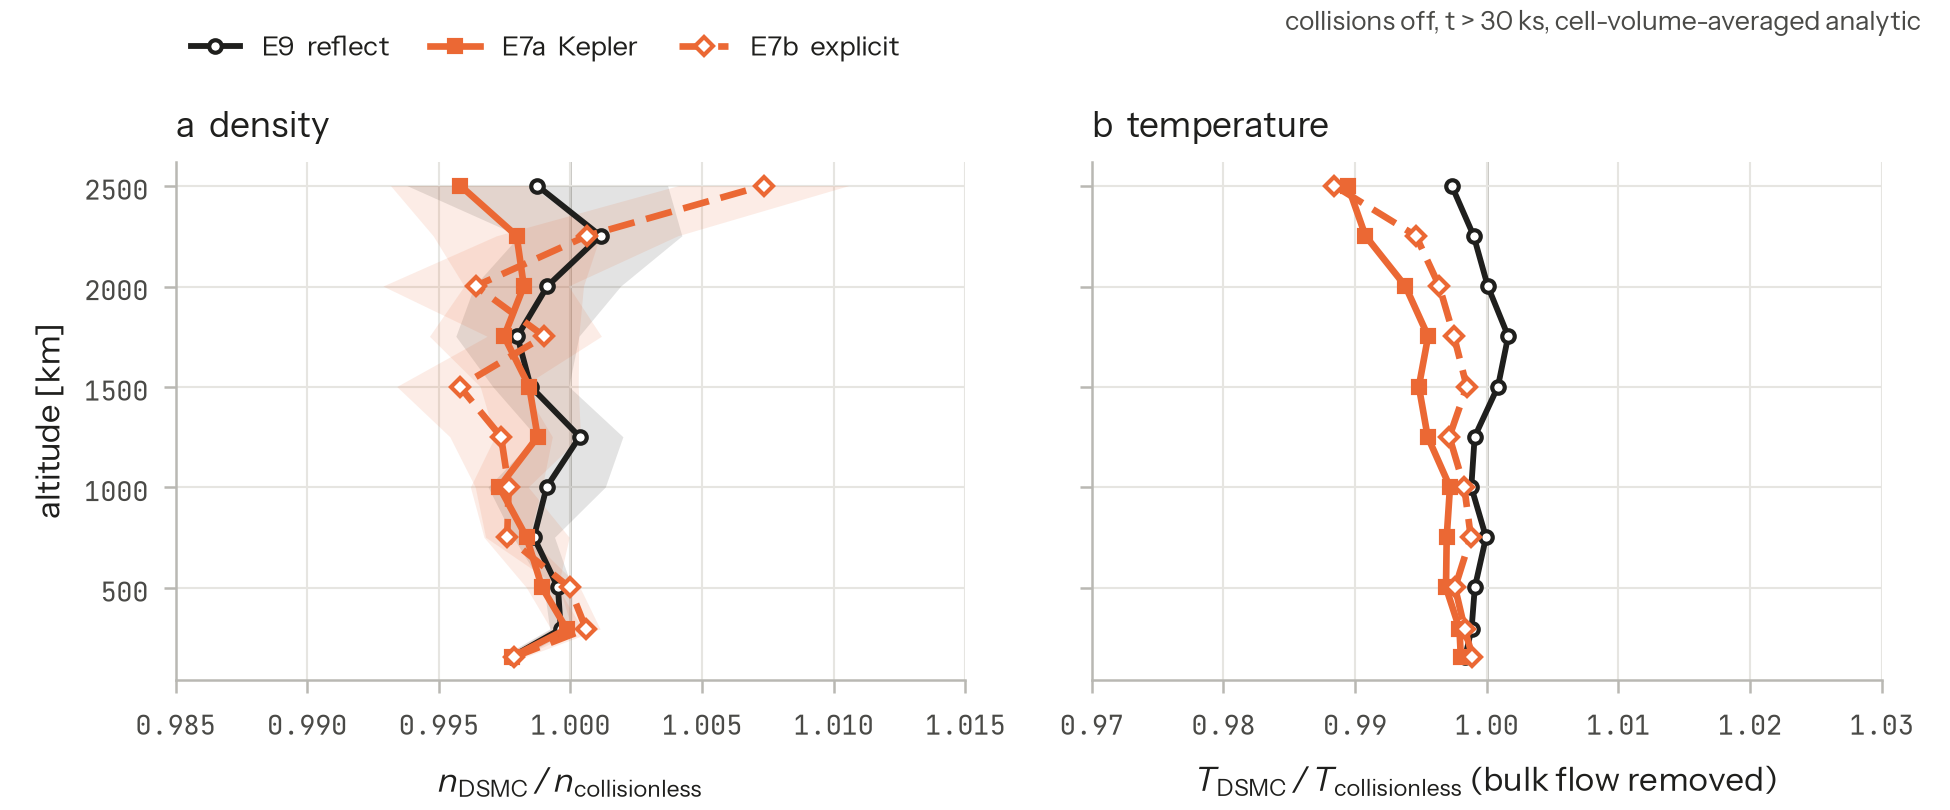 collisions off, t > 30 ks, cell-volume-averaged analytic
E9 reflect
E7a Kepler
E7b explicit
a density
b temperature
altitude [km]
2500
2000
1500
1000
500
0.985 0.990 0.995 1.000 1.005 1.010 1.015
0.97 0.98 0.99 1.00 1.01 1.02 1.03
nDSMC / ncollisionless
TDSMC / Tcollisionless (bulk flow removed)